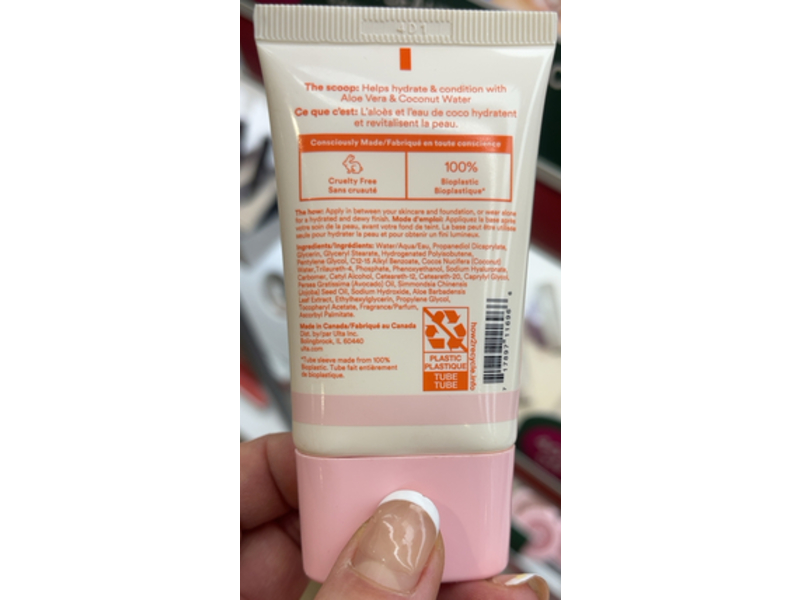 491
The scoop: Helps hydrate & condition with
Aloe Vera & Coconut Water
Ce que c'est: L'aloès et l'eau de coco hydratent
et revitalisent la peau.
Consciously Made/Fabriqué en toute conscience
Cruelty Free
Sans cruauté
100%
Bioplastic
Bioplastique*
The how: Apply in between your skincare and foundation, or wear alone
for a hydrated and dewy finish. Mode d'emploi: Appliquez la base après
votre soin de la peau, avant votre fond de teint. La base peut être utilisée
seule pour hydrater la peau et pour obtenir un fini lumineux.
Ingredients/Ingrédients: Water/Aqua/Eau, Propanediol Dicaprylate,
Glycerin, Glyceryl Stearate, Hydrogenated Polyisobutene,
Pentylene Glycol, C12-15 Alkyl Benzoate, Cocos Nucifera (Coconut)
Water, Trilaureth-4, Phosphate, Phenoxyethanol, Sodium Hyaluronate,
Carbomer, Cetyl Alcohol, Ceteareth-12, Ceteareth-20, Caprylyl Glycol,
Persea Gratissima (Avocado) Oil, Simmondsia Chinensis
(Jojoba) Seed Oil, Sodium Hydroxide, Aloe Barbadensis
Leaf Extract, Ethylhexylglycerin, Propylene Glycol,
Tocopheryl Acetate, Fragrance/Parfum,
Ascorbyl Palmitate.
Made in Canada/Fabriqué au Canada
Dist. by/par Ulta Inc.
Bolingbrook, IL 60440
ulta.com
*Tube sleeve made from 100%
Bioplastic. Tube fait entièrement
de bioplastique.
PLASTIC
PLASTIQUE
TUBE
TUBE
how2recycle.info